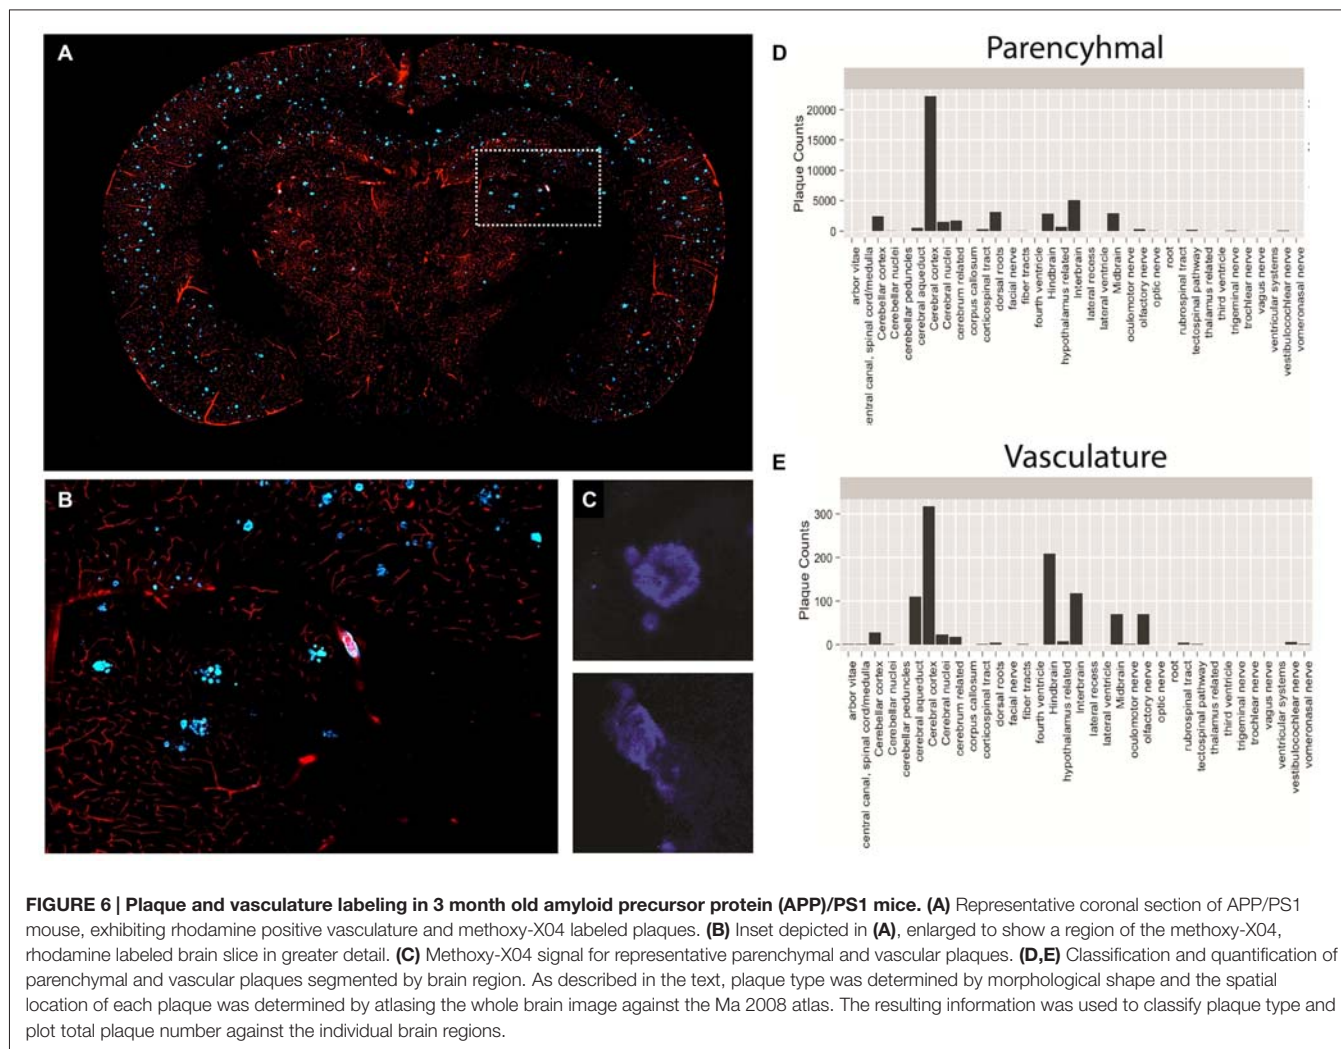 A
B
C
D
Parencyhmal
Plaque Counts
20000
15000
10000
5000
0
arbor vitae
entral canal, spinal cord/medulla
Cerebellar cortex
Cerebellar nuclei
cerebellar peduncles
cerebral aqueduct
Cerebral cortex
Cerebral nuclei
cerebrum related
corpus callosum
corticospinal tract
dorsal roots
facial nerve
fiber tracts
fourth ventricle
Hindbrain
hypothalamus related
Interbrain
lateral recess
lateral ventricle
Midbrain
oculomotor nerve
olfactory nerve
optic nerve
root
rubrospinal tract
tectospinal pathway
thalamus related
third ventricle
trigeminal nerve
trochlear nerve
vagus nerve
ventricular systems
vestibulocochlear nerve
vomeronasal nerve
E
Vasculature
Plaque Counts
300
200
100
0
arbor vitae
central canal, spinal cord/medulla
Cerebellar cortex
Cerebellar nuclei
cerebellar peduncles
cerebral aqueduct
Cerebral cortex
Cerebral nuclei
cerebrum related
corpus callosum
corticospinal tract
dorsal roots
facial nerve
fiber tracts
fourth ventricle
Hindbrain
hypothalamus related
Interbrain
lateral recess
lateral ventricle
Midbrain
oculomotor nerve
olfactory nerve
optic nerve
root
rubrospinal tract
tectospinal pathway
thalamus related
third ventricle
trigeminal nerve
trochlear nerve
vagus nerve
ventricular systems
vestibulocochlear nerve
vomeronasal nerve
FIGURE 6 | Plaque and vasculature labeling in 3 month old amyloid precursor protein (APP)/PS1 mice. (A) Representative coronal section of APP/PS1
mouse, exhibiting rhodamine positive vasculature and methoxy-X04 labeled plaques. (B) Inset depicted in (A), enlarged to show a region of the methoxy-X04,
rhodamine labeled brain slice in greater detail. (C) Methoxy-X04 signal for representative parenchymal and vascular plaques. (D,E) Classification and quantification of
parenchymal and vascular plaques segmented by brain region. As described in the text, plaque type was determined by morphological shape and the spatial
location of each plaque was determined by atlasing the whole brain image against the Ma 2008 atlas. The resulting information was used to classify plaque type and
plot total plaque number against the individual brain regions.